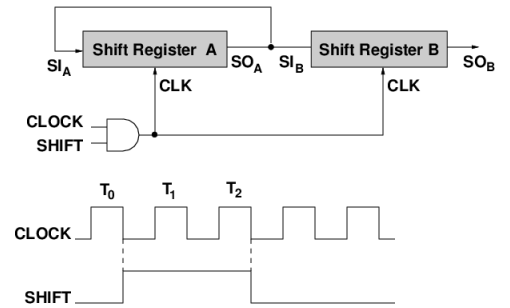 Shift Register A
Shift Register B
SI_A
SO_A
SI_B
SO_B
CLK
CLK
CLOCK
SHIFT
T_0
T_1
T_2
CLOCK
SHIFT